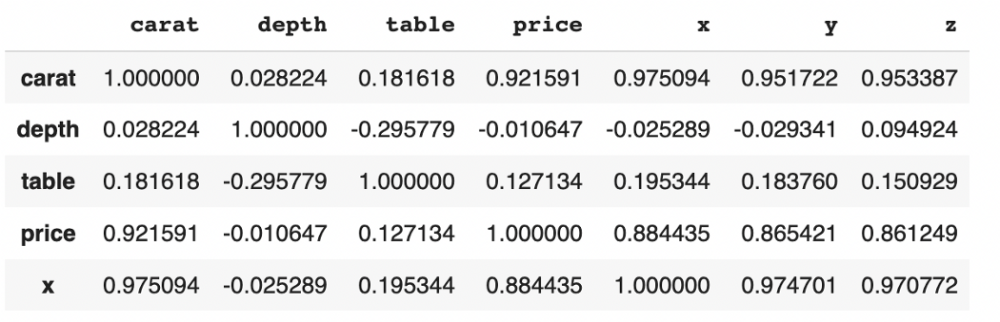 carat depth table price x y z
carat 1.000000 0.028224 0.181618 0.921591 0.975094 0.951722 0.953387
depth 0.028224 1.000000 -0.295779 -0.010647 -0.025289 -0.029341 0.094924
table 0.181618 -0.295779 1.000000 0.127134 0.195344 0.183760 0.150929
price 0.921591 -0.010647 0.127134 1.000000 0.884435 0.865421 0.861249
x 0.975094 -0.025289 0.195344 0.884435 1.000000 0.974701 0.970772